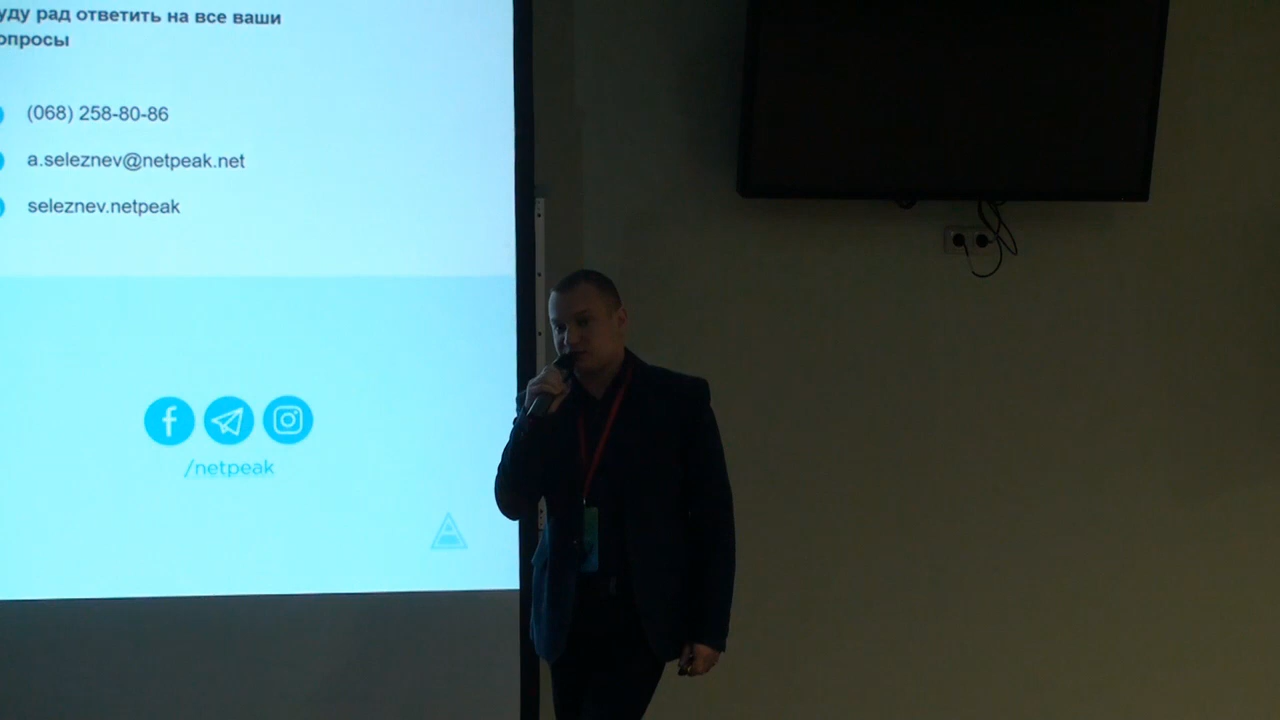 уду рад ответить на все ваши
опросы
(068) 258-80-86
a.seleznev@netpeak.net
seleznev.netpeak
/netpeak